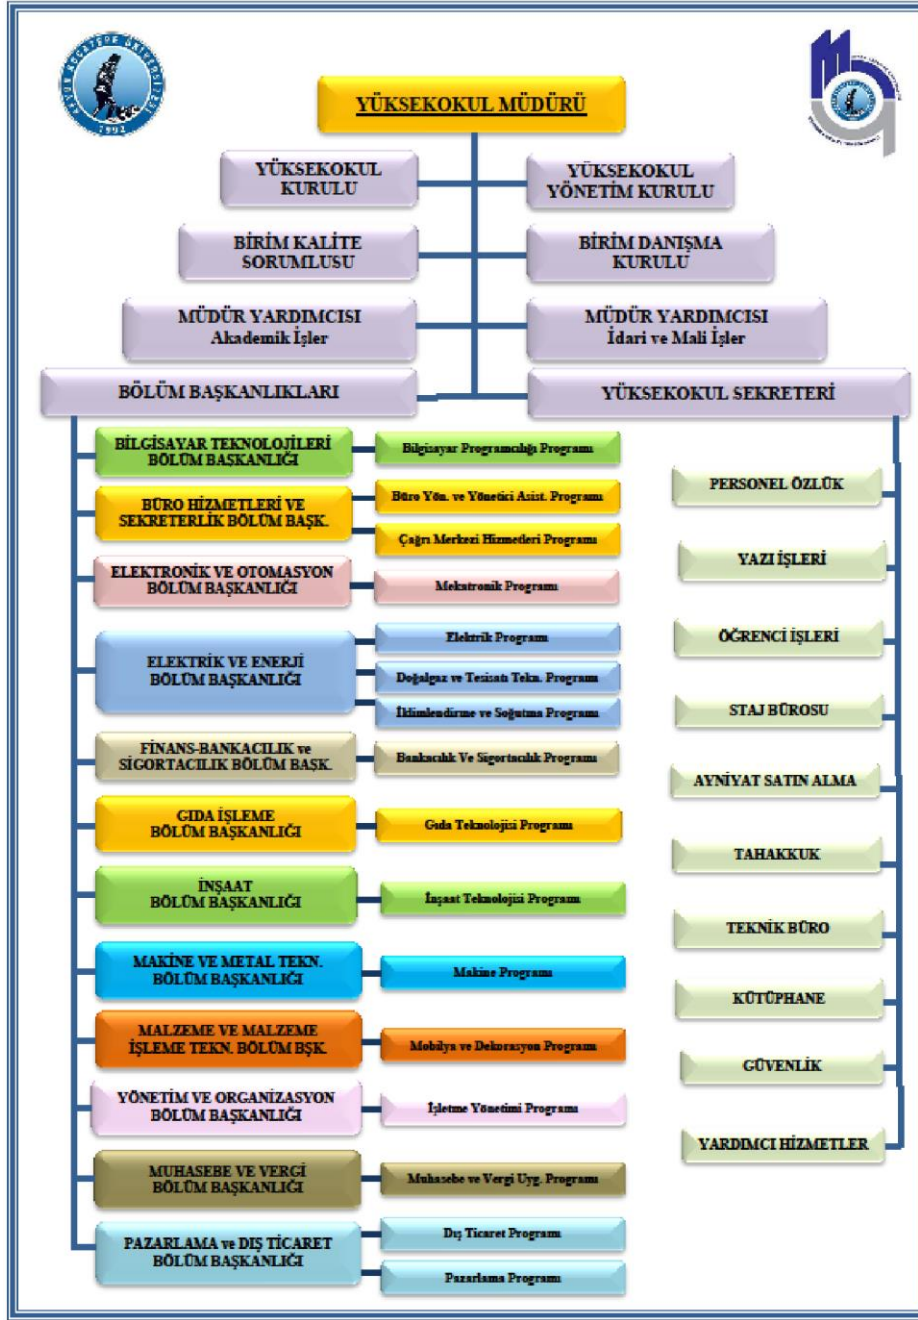 AFYON KOCATEPE ÜNİVERSİTESİ
1992
YÜKSEKOKUL MÜDÜRÜ
YÜKSEKOKUL
KURULU
YÜKSEKOKUL
YÖNETİM KURULU
BİRİM KALİTE
SORUMLUSU
BİRİM DANIŞMA
KURULU
MÜDÜR YARDIMCISI
Akademik İşler
MÜDÜR YARDIMCISI
İdari ve Mali İşler
BÖLÜM BAŞKANLIKLARI
YÜKSEKOKUL SEKRETERİ
BİLGİSAYAR TEKNOLOJİLERİ
BÖLÜM BAŞKANLIĞI
Bilgisayar Programcılığı Programı
BÜRO HİZMETLERİ VE
SEKRETERLİK BÖLÜM BAŞK.
Büro Yön. ve Yönetici Asist. Programı
Çağrı Merkezi Hizmetleri Programı
ELEKTRONİK VE OTOMASYON
BÖLÜM BAŞKANLIĞI
Mekatronik Programı
ELEKTRİK VE ENERJİ
BÖLÜM BAŞKANLIĞI
Elektrik Programı
Doğalgaz ve Tesisatı Tekn. Programı
İklimlendirme ve Soğutma Programı
FİNANS-BANKACILIK ve
SİGORTACILIK BÖLÜM BAŞK.
Bankacılık Ve Sigortacılık Programı
GIDA İŞLEME
BÖLÜM BAŞKANLIĞI
Gıda Teknolojisi Programı
İNŞAAT
BÖLÜM BAŞKANLIĞI
İnşaat Teknolojisi Programı
MAKİNE VE METAL TEKN.
BÖLÜM BAŞKANLIĞI
Makine Programı
MALZEME VE MALZEME
İŞLEME TEKN. BÖLÜM BŞK.
Mobilya ve Dekorasyon Programı
YÖNETİM VE ORGANİZASYON
BÖLÜM BAŞKANLIĞI
İşletme Yönetimi Programı
MUHASEBE VE VERGİ
BÖLÜM BAŞKANLIĞI
Muhasebe ve Vergi Uyg. Programı
PAZARLAMA ve DIŞ TİCARET
BÖLÜM BAŞKANLIĞI
Dış Ticaret Programı
Pazarlama Programı
PERSONEL ÖZLÜK
YAZI İŞLERİ
ÖĞRENCİ İŞLERİ
STAJ BÜROSU
AYNİYAT SATIN ALMA
TAHAKKUK
TEKNİK BÜRO
KÜTÜPHANE
GÜVENLİK
YARDIMCI HİZMETLER